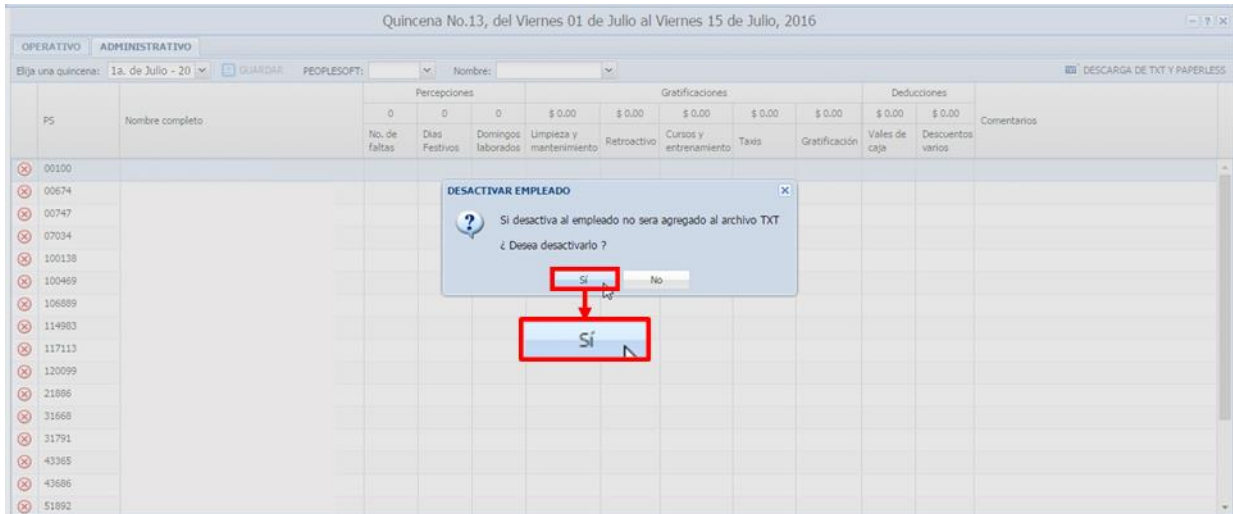 Quincena No.13, del Viernes 01 de Julio al Viernes 15 de Julio, 2016
OPERATIVO ADMINISTRATIVO
Elija una quincena: 1a. de Julio - 20 GUARDAR PEOPLESOFT: Nombre: DESCARGA DE TXT Y PAPERLESS
Percepciones Gratificaciones Deducciones
PS Nombre completo 0 0 0 $ 0.00 $ 0.00 $ 0.00 $ 0.00 $ 0.00 $ 0.00 $ 0.00 Comentarios
No. de faltas Dias Festivos Domingos laborados Limpieza y mantenimiento Retroactivo Cursos y entrenamiento Taxis Gratificación Vales de caja Descuentos varios
00100
00674
00747
07034
100138
100469
106889
114983
117113
120099
21886
31668
31791
43365
43686
51892
DESACTIVAR EMPLEADO
Si desactiva al empleado no sera agregado al archivo TXT
¿ Desea desactivarlo ?
Sí No
Sí